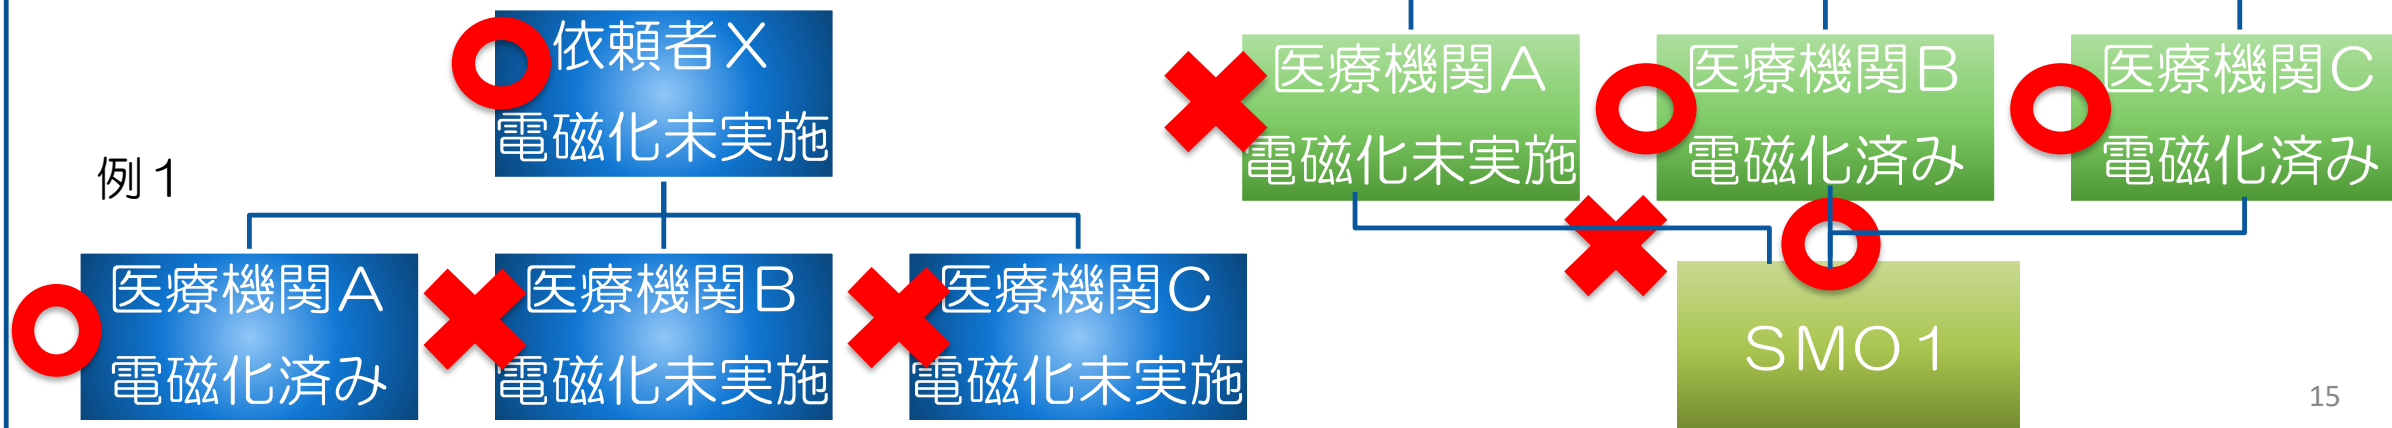 例１
依頼者Ｘ
電磁化未実施
医療機関Ａ
電磁化済み
医療機関Ｂ
電磁化未実施
医療機関Ｃ
電磁化未実施
医療機関Ａ
電磁化未実施
医療機関Ｂ
電磁化済み
医療機関Ｃ
電磁化済み
ＳＭＯ１
15